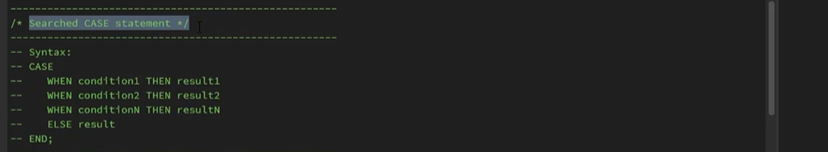 ----------------------------------------------------
/* Searched CASE statement */
----------------------------------------------------
-- Syntax:
-- CASE
--    WHEN condition1 THEN result1
--    WHEN condition2 THEN result2
--    WHEN conditionN THEN resultN
--    ELSE result
-- END;